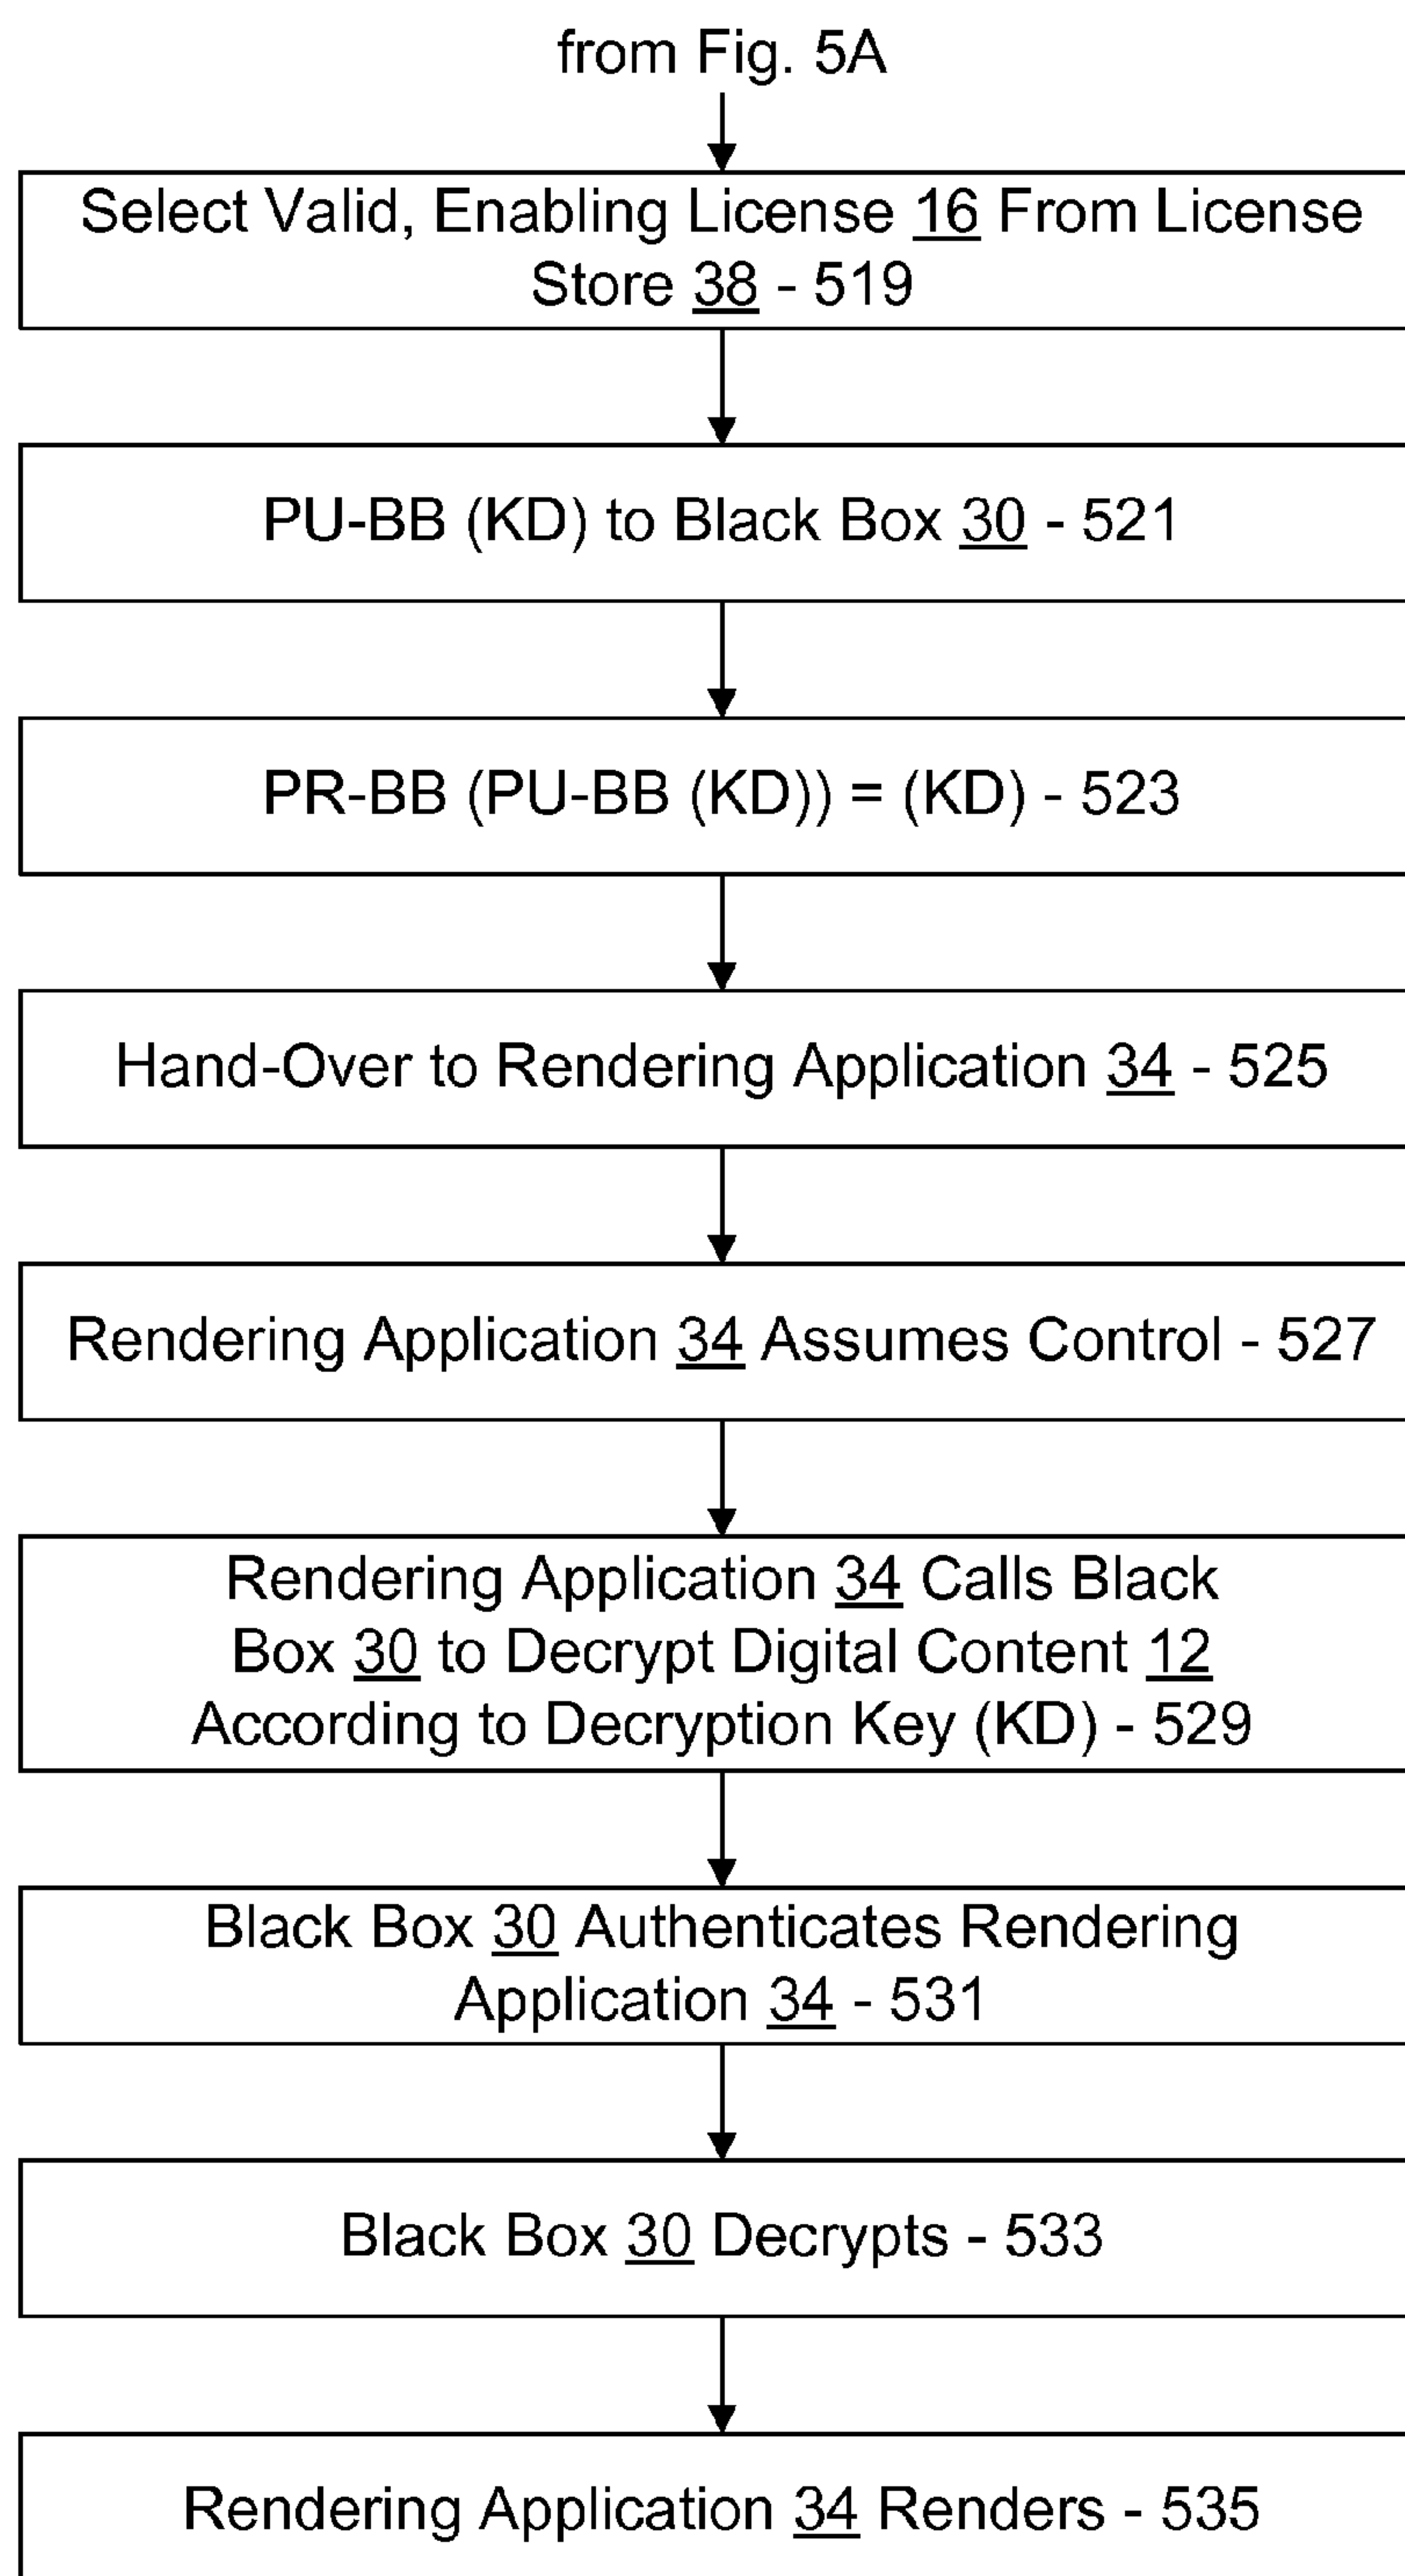 from Fig. 5A
Select Valid, Enabling License 16 From License
Store 38 - 519
PU-BB (KD) to Black Box 30 - 521
PR-BB (PU-BB (KD)) = (KD) - 523
Hand-Over to Rendering Application 34 - 525
Rendering Application 34 Assumes Control - 527
Rendering Application 34 Calls Black
Box 30 to Decrypt Digital Content 12
According to Decryption Key (KD) - 529
Black Box 30 Authenticates Rendering
Application 34 - 531
Black Box 30 Decrypts - 533
Rendering Application 34 Renders - 535